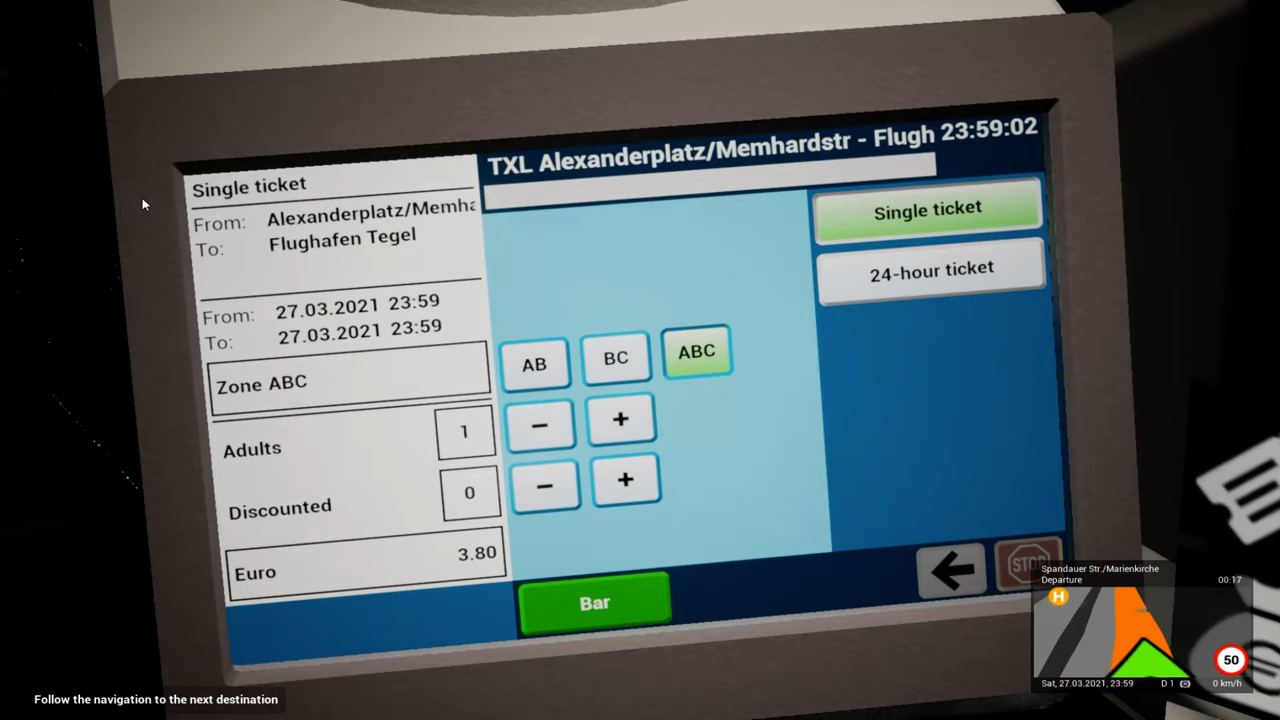 TXL Alexanderplatz/Memhardstr - Flugh 23:59:02
Single ticket
From: Alexanderplatz/Memha
To: Flughafen Tegel
From: 27.03.2021 23:59
To: 27.03.2021 23:59
Zone ABC
Adults 1
Discounted 0
Euro 3.80
AB BC ABC
− +
− +
Single ticket
24-hour ticket
Bar
STOP
Spandauer Str./Marienkirche
Departure 00:17
H
50
Sat, 27.03.2021, 23:59 D 1 0 km/h
Follow the navigation to the next destination